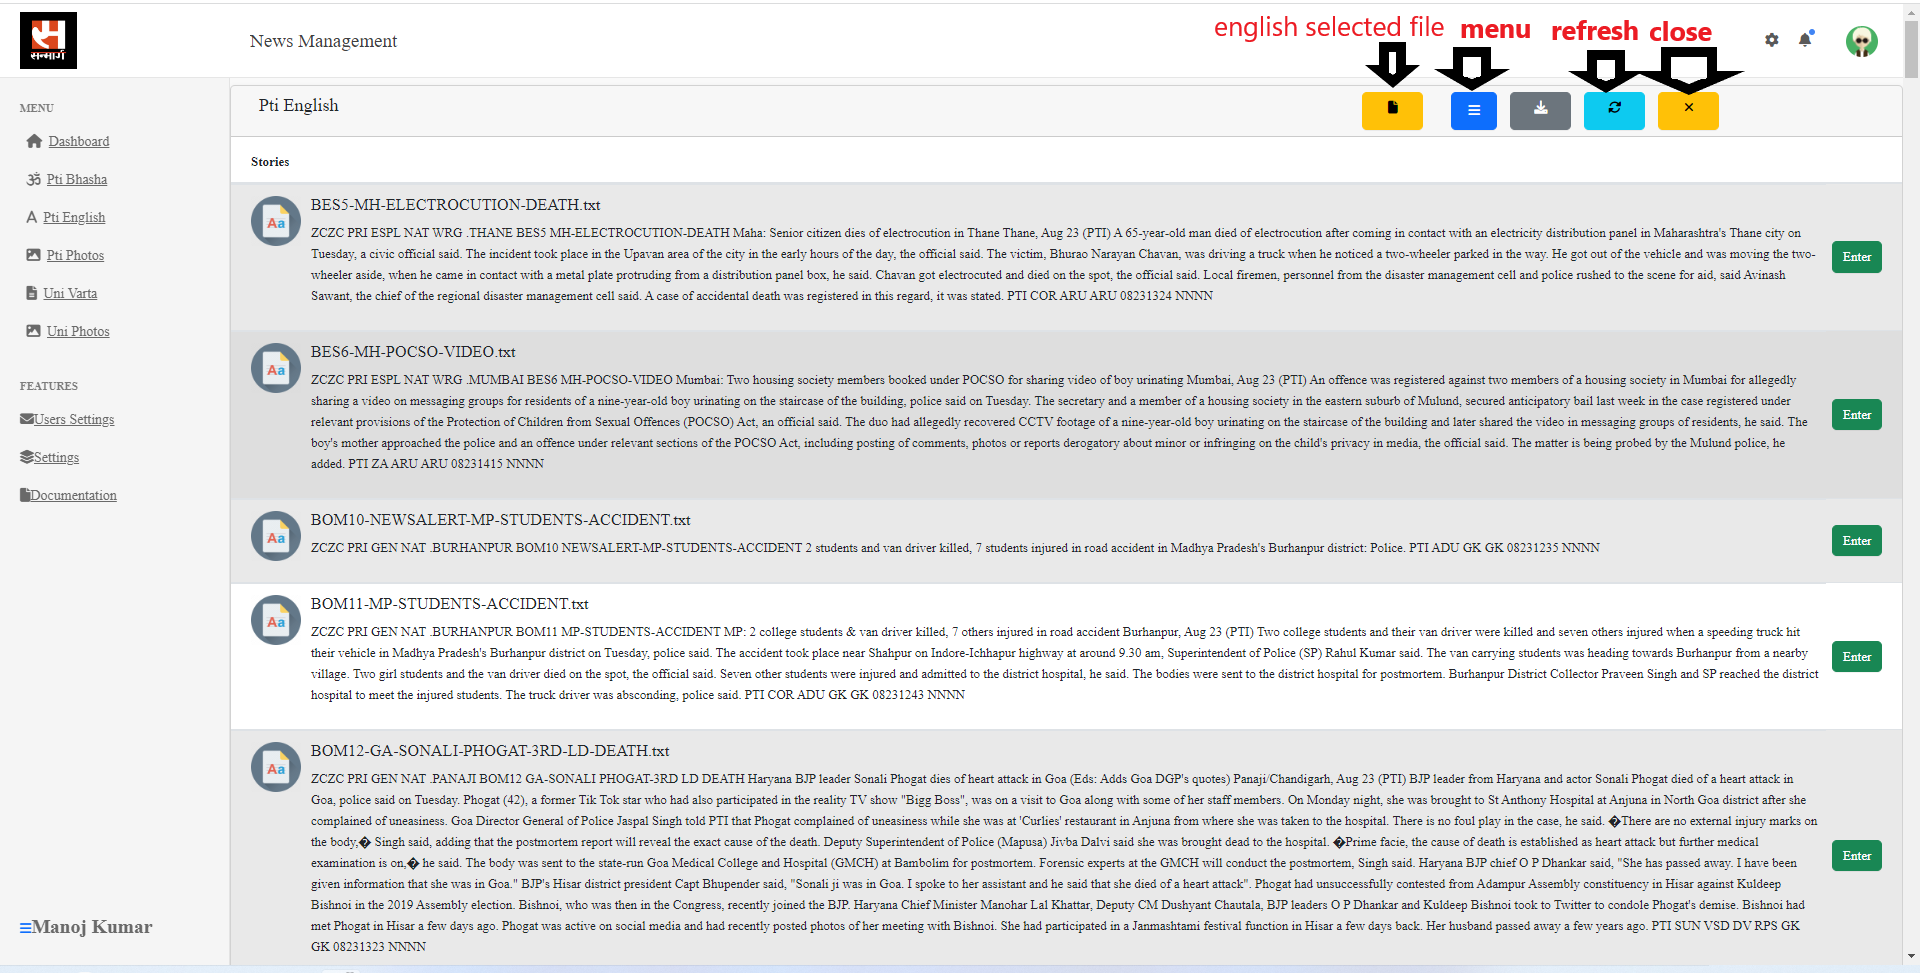 सन्मार्ग
News Management
english selected file
menu
refresh
close
MENU
Dashboard
Pti Bhasha
A Pti English
Pti Photos
Uni Varta
Uni Photos
FEATURES
Users Settings
Settings
Documentation
Manoj Kumar
Pti English
Stories
Aa
BES5-MH-ELECTROCUTION-DEATH.txt
ZCZC PRI ESPL NAT WRG .THANE BES5 MH-ELECTROCUTION-DEATH Maha: Senior citizen dies of electrocution in Thane Thane, Aug 23 (PTI) A 65-year-old man died of electrocution after coming in contact with an electricity distribution panel in Maharashtra's Thane city on
Tuesday, a civic official said. The incident took place in the Upavan area of the city in the early hours of the day, the official said. The victim, Bhurao Narayan Chavan, was driving a truck when he noticed a two-wheeler parked in the way. He got out of the vehicle and was moving the two-
wheeler aside, when he came in contact with a metal plate protruding from a distribution panel box, he said. Chavan got electrocuted and died on the spot, the official said. Local firemen, personnel from the disaster management cell and police rushed to the scene for aid, said Avinash
Sawant, the chief of the regional disaster management cell said. A case of accidental death was registered in this regard, it was stated. PTI COR ARU ARU 08231324 NNNN
Enter
Aa
BES6-MH-POCSO-VIDEO.txt
ZCZC PRI ESPL NAT WRG .MUMBAI BES6 MH-POCSO-VIDEO Mumbai: Two housing society members booked under POCSO for sharing video of boy urinating Mumbai, Aug 23 (PTI) An offence was registered against two members of a housing society in Mumbai for allegedly
sharing a video on messaging groups for residents of a nine-year-old boy urinating on the staircase of the building, police said on Tuesday. The secretary and a member of a housing society in the eastern suburb of Mulund, secured anticipatory bail last week in the case registered under
relevant provisions of the Protection of Children from Sexual Offences (POCSO) Act, an official said. The duo had allegedly recovered CCTV footage of a nine-year-old boy urinating on the staircase of the building and later shared the video in messaging groups of residents, he said. The
boy's mother approached the police and an offence under relevant sections of the POCSO Act, including posting of comments, photos or reports derogatory about minor or infringing on the child's privacy in media, the official said. The matter is being probed by the Mulund police, he
added. PTI ZA ARU ARU 08231415 NNNN
Enter
Aa
BOM10-NEWSALERT-MP-STUDENTS-ACCIDENT.txt
ZCZC PRI GEN NAT .BURHANPUR BOM10 NEWSALERT-MP-STUDENTS-ACCIDENT 2 students and van driver killed, 7 students injured in road accident in Madhya Pradesh's Burhanpur district: Police. PTI ADU GK GK 08231235 NNNN
Enter
Aa
BOM11-MP-STUDENTS-ACCIDENT.txt
ZCZC PRI GEN NAT .BURHANPUR BOM11 MP-STUDENTS-ACCIDENT MP: 2 college students & van driver killed, 7 others injured in road accident Burhanpur, Aug 23 (PTI) Two college students and their van driver were killed and seven others injured when a speeding truck hit
their vehicle in Madhya Pradesh's Burhanpur district on Tuesday, police said. The accident took place near Shahpur on Indore-Ichhapur highway at around 9.30 am, Superintendent of Police (SP) Rahul Kumar said. The van carrying students was heading towards Burhanpur from a nearby
village. Two girl students and the van driver died on the spot, the official said. Seven other students were injured and admitted to the district hospital, he said. The bodies were sent to the district hospital for postmortem. Burhanpur District Collector Praveen Singh and SP reached the district
hospital to meet the injured students. The truck driver was absconding, police said. PTI COR ADU GK GK 08231243 NNNN
Enter
Aa
BOM12-GA-SONALI-PHOGAT-3RD-LD-DEATH.txt
ZCZC PRI GEN NAT .PANAJI BOM12 GA-SONALI PHOGAT-3RD LD DEATH Haryana BJP leader Sonali Phogat dies of heart attack in Goa (Eds: Adds Goa DGP's quotes) Panaji/Chandigarh, Aug 23 (PTI) BJP leader from Haryana and actor Sonali Phogat died of a heart attack in
Goa, police said on Tuesday. Phogat (42), a former Tik Tok star who had also participated in the reality TV show "Bigg Boss", was on a visit to Goa along with some of her staff members. On Monday night, she was brought to St Anthony Hospital at Anjuna in North Goa district after she
complained of uneasiness. Goa Director General of Police Jaspal Singh told PTI that Phogat complained of uneasiness while she was at 'Curlies' restaurant in Anjuna from where she was taken to the hospital. There is no foul play in the case, he said. �There are no external injury marks on
the body,� Singh said, adding that the postmortem report will reveal the exact cause of the death. Deputy Superintendent of Police (Mapusa) Jivba Dalvi said she was brought dead to the hospital. �Prime facie, the cause of death is established as heart attack but further medical
examination is on,� he said. The body was sent to the state-run Goa Medical College and Hospital (GMCH) at Bambolim for postmortem. Forensic experts at the GMCH will conduct the postmortem, Singh said. Haryana BJP chief O P Dhankar said, "She has passed away. I have been
given information that she was in Goa." BJP's Hisar district president Capt Bhupender said, "Sonali ji was in Goa. I spoke to her assistant and he said that she died of a heart attack". Phogat had unsuccessfully contested from Adampur Assembly constituency in Hisar against Kuldeep
Bishnoi in the 2019 Assembly election. Bishnoi, who was then in the Congress, recently joined the BJP. Haryana Chief Minister Manohar Lal Khattar, Deputy CM Dushyant Chautala, BJP leaders O P Dhankar and Kuldeep Bishnoi took to Twitter to condole Phogat's demise. Bishnoi had
met Phogat in Hisar a few days ago. Phogat was active on social media and had recently posted photos of her meeting with Bishnoi. She had participated in a Janmashtami festival function in Hisar a few days back. Her husband passed away a few years ago. PTI SUN VSD DV RPS GK
GK 08231323 NNNN
Enter